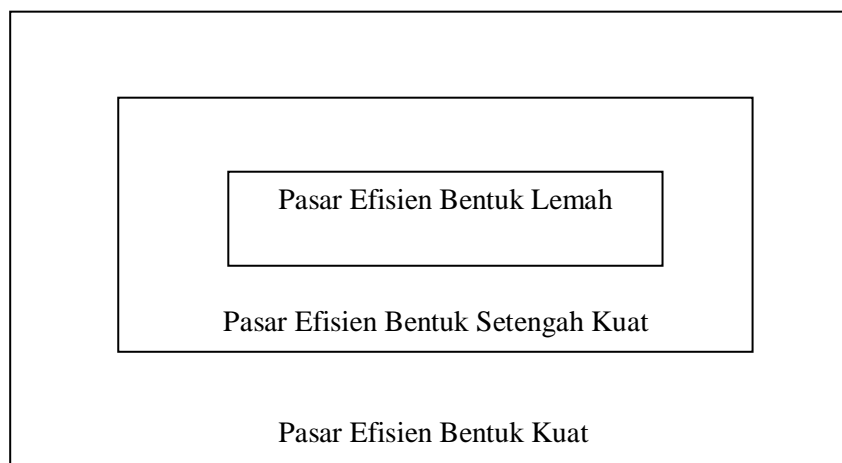 Pasar Efisien Bentuk Lemah
Pasar Efisien Bentuk Setengah Kuat
Pasar Efisien Bentuk Kuat